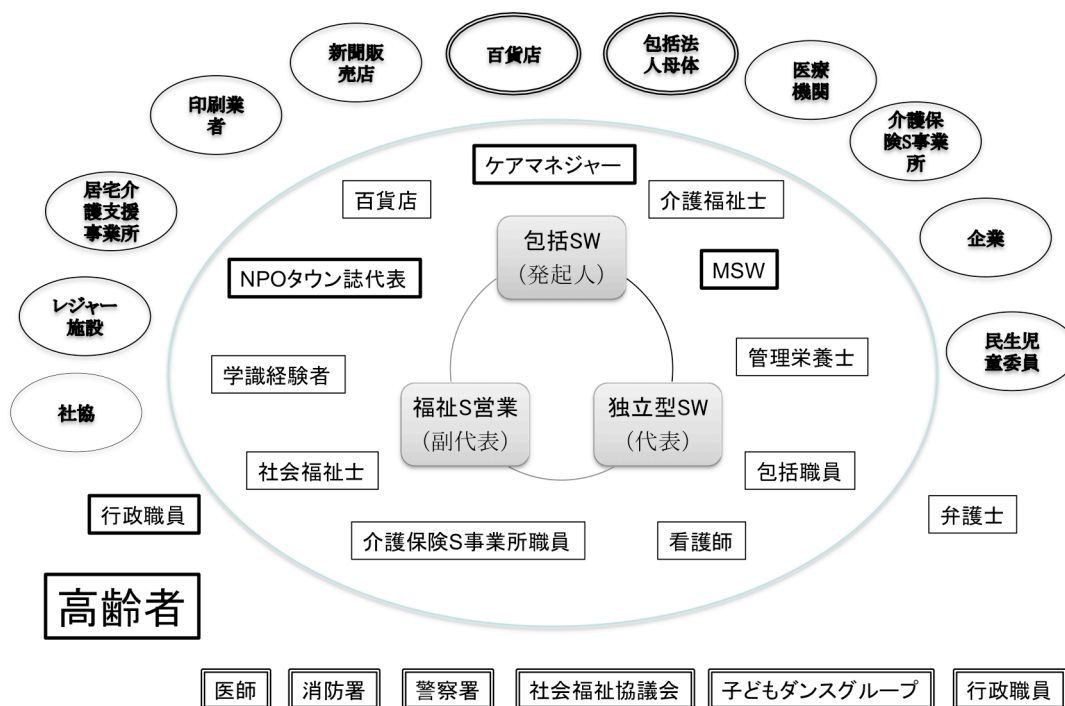 新聞販
売店
百貨店
包括法
人母体
医療
機関
印刷業
者
介護保
険S事業
所
ケアマネジャー
百貨店
介護福祉士
居宅介
護支援
事業所
包括SW
(発起人)
企業
NPOタウン誌代表
MSW
レジャー
施設
民生児
童委員
学識経験者
管理栄養士
社協
福祉S営業
(副代表)
独立型SW
(代表)
社会福祉士
包括職員
行政職員
弁護士
介護保険S事業所職員
看護師
高齢者
医師
消防署
警察署
社会福祉協議会
子どもダンスグループ
行政職員